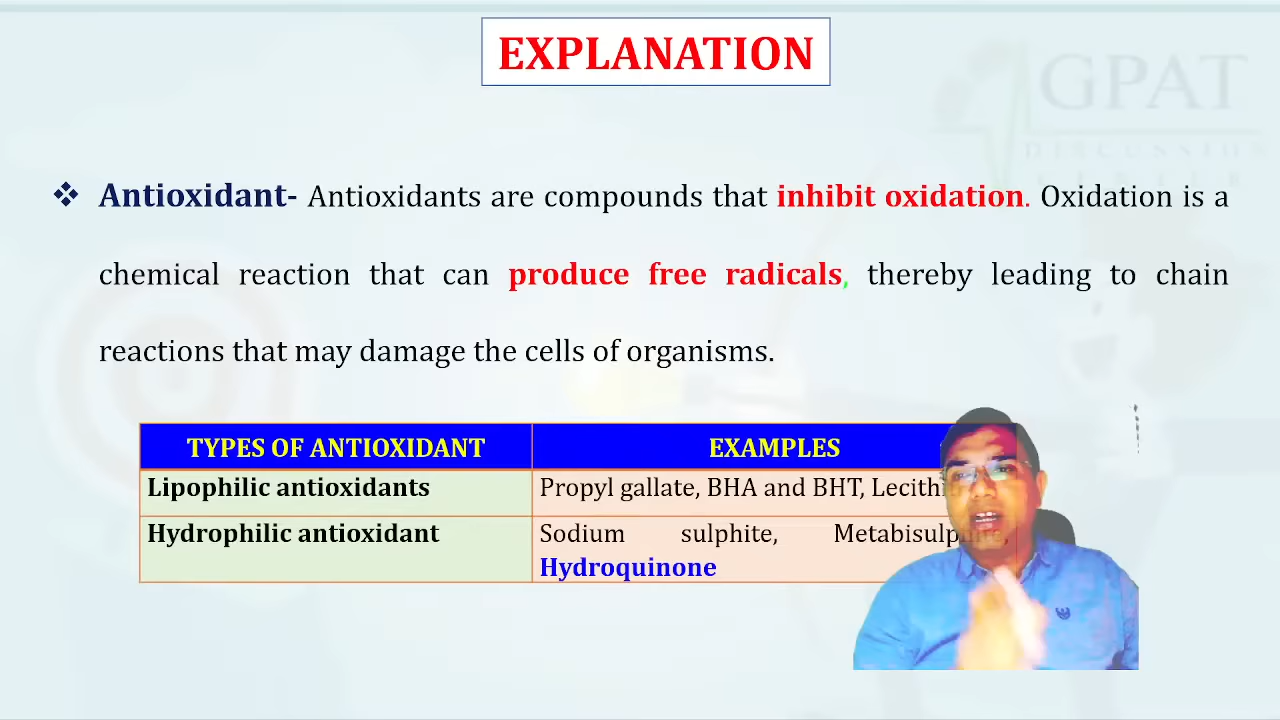 EXPLANATION
GPAT
DISCUSSION
❖ Antioxidant- Antioxidants are compounds that inhibit oxidation. Oxidation is a
chemical reaction that can produce free radicals, thereby leading to chain
reactions that may damage the cells of organisms.
TYPES OF ANTIOXIDANT EXAMPLES
Lipophilic antioxidants Propyl gallate, BHA and BHT,
Hydrophilic antioxidant Sodium sulphite,
Hydroquinone